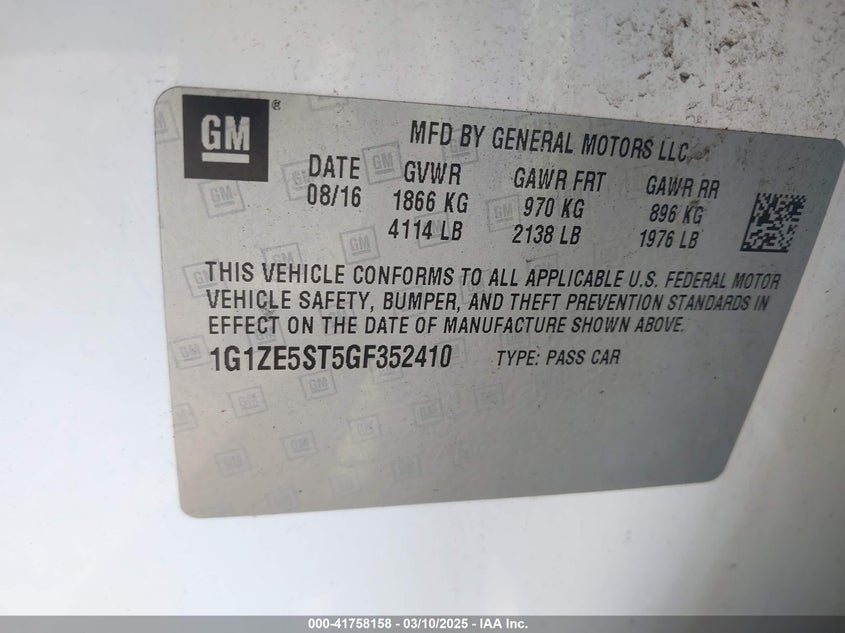 GM ®
MFD BY GENERAL MOTORS LLC
DATE GVWR GAWR FRT GAWR RR
08/16 1866 KG 970 KG 896 KG
4114 LB 2138 LB 1976 LB
THIS VEHICLE CONFORMS TO ALL APPLICABLE U.S. FEDERAL MOTOR
VEHICLE SAFETY, BUMPER, AND THEFT PREVENTION STANDARDS IN
EFFECT ON THE DATE OF MANUFACTURE SHOWN ABOVE.
1G1ZE5ST5GF352410 TYPE: PASS CAR
000-41758158 - 03/10/2025 - IAA Inc.